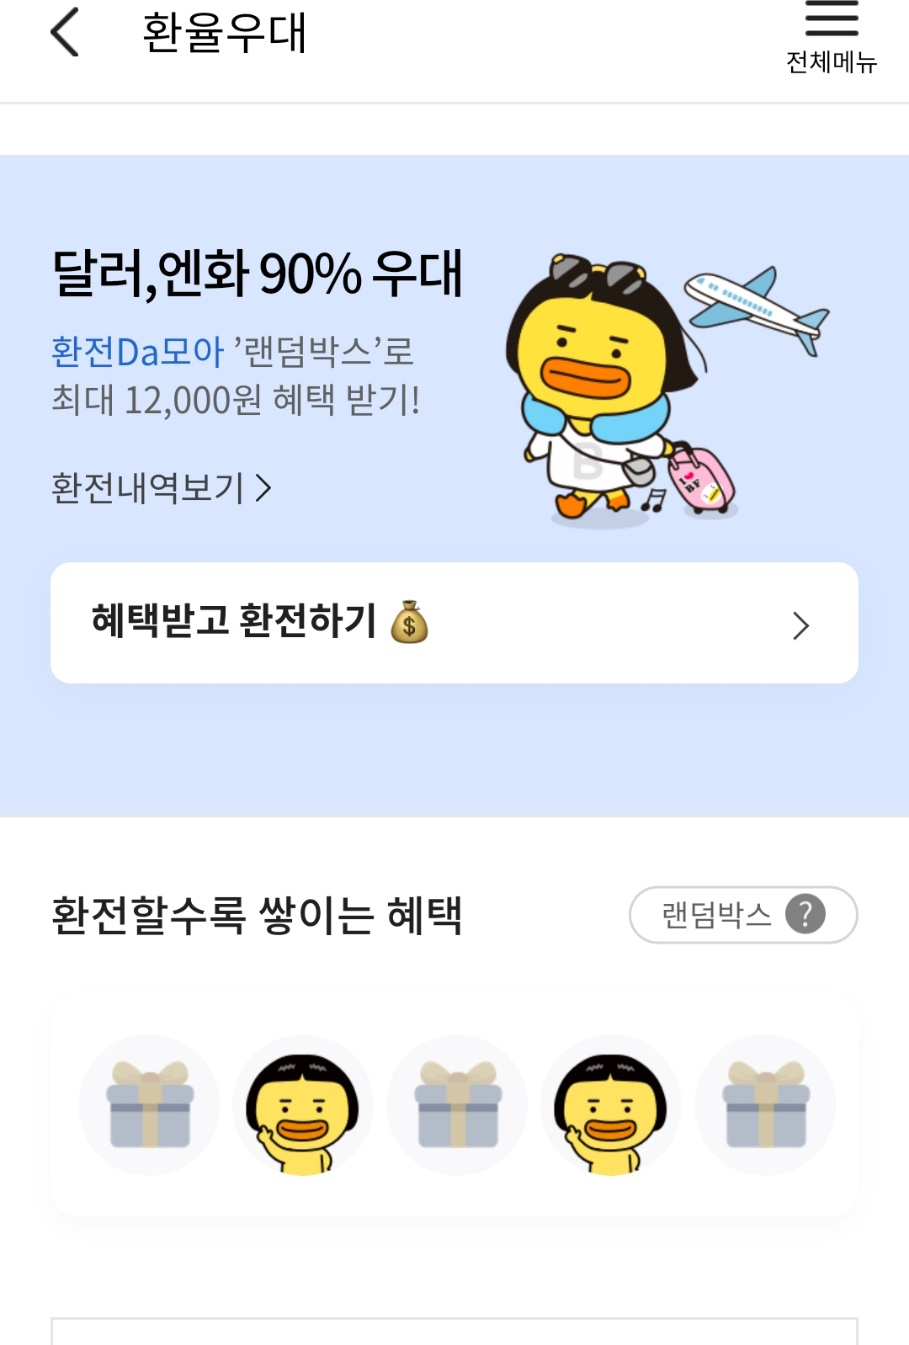 환율우대
전체메뉴
달러,엔화 90% 우대
환전Da모아 '랜덤박스'로
최대 12,000원 혜택 받기!
환전내역보기 >
B
I ♥
BF
혜택받고 환전하기 💰 >
$
환전할수록 쌓이는 혜택
랜덤박스 ?